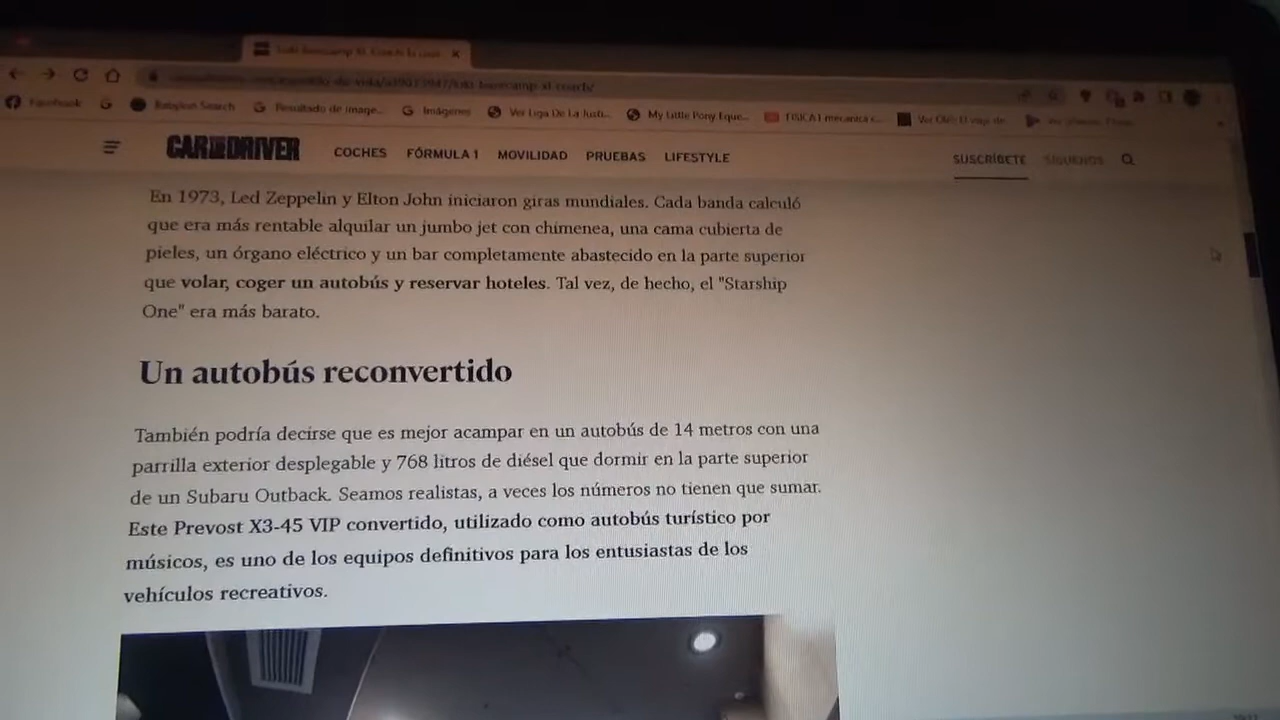 Facebook
Babylon Search
Resultado de image...
Imágenes
Ver Liga De La Justi...
My Little Pony Eque...
CAR AND DRIVER
COCHES FÓRMULA 1 MOVILIDAD PRUEBAS LIFESTYLE
SUSCRÍBETE SÍGUENOS
En 1973, Led Zeppelin y Elton John iniciaron giras mundiales. Cada banda calculó
que era más rentable alquilar un jumbo jet con chimenea, una cama cubierta de
pieles, un órgano eléctrico y un bar completamente abastecido en la parte superior
que volar, coger un autobús y reservar hoteles. Tal vez, de hecho, el "Starship
One" era más barato.
Un autobús reconvertido
También podría decirse que es mejor acampar en un autobús de 14 metros con una
parrilla exterior desplegable y 768 litros de diésel que dormir en la parte superior
de un Subaru Outback. Seamos realistas, a veces los números no tienen que sumar.
Este Prevost X3-45 VIP convertido, utilizado como autobús turístico por
músicos, es uno de los equipos definitivos para los entusiastas de los
vehículos recreativos.